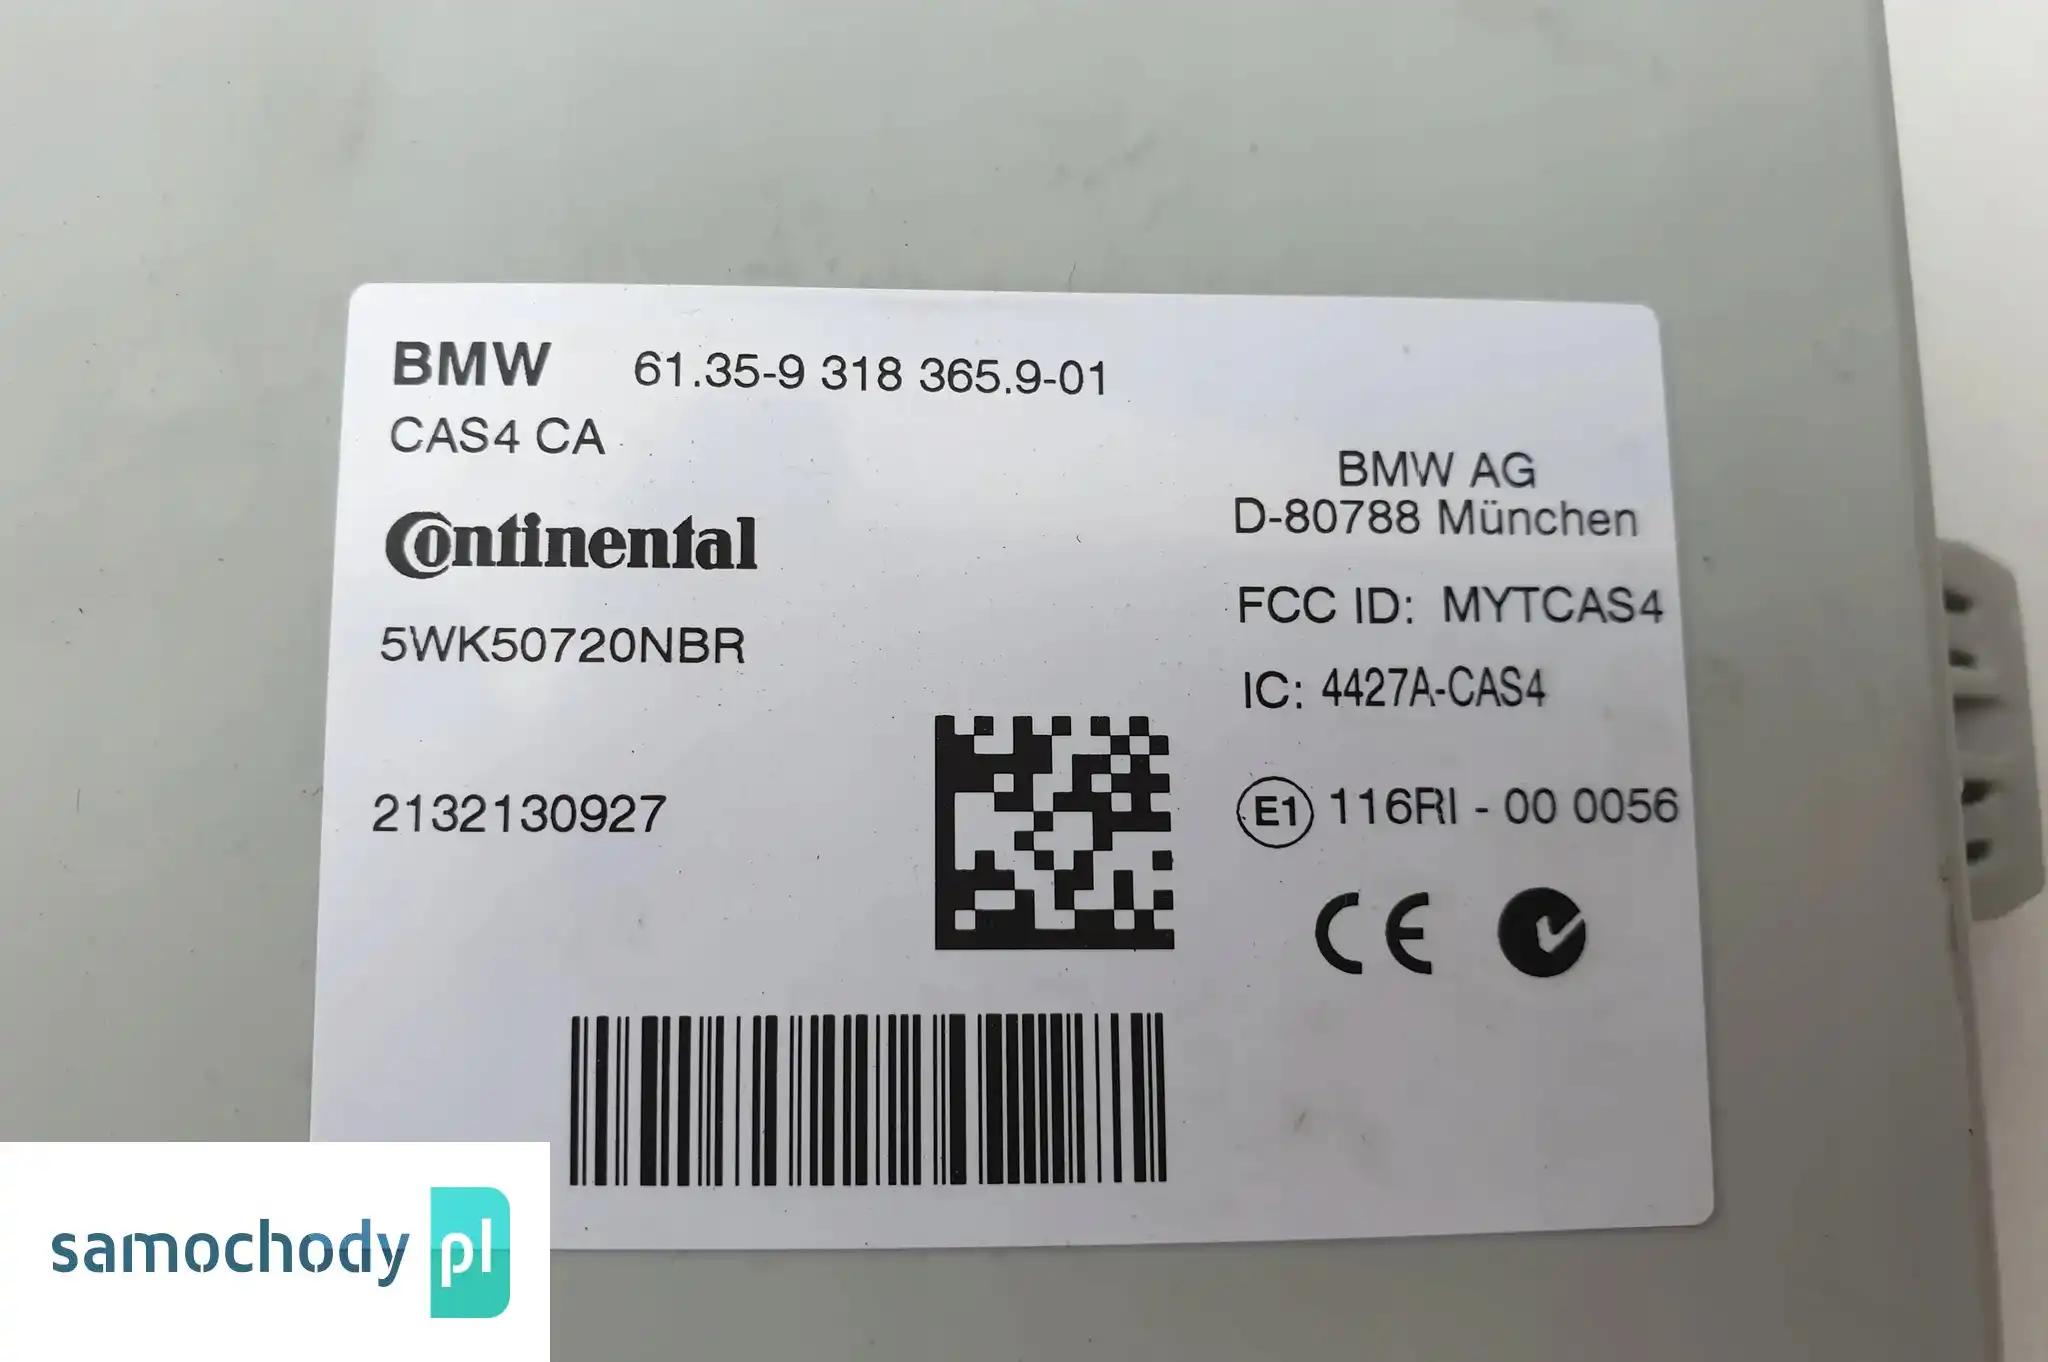 BMW 61.35-9 318 365.9-01
CAS4 CA
Continental
5WK50720NBR
2132130927
BMW AG
D-80788 München
FCC ID: MYTCAS4
IC: 4427A-CAS4
E1 116RI - 00 0056
CE
samochody pl